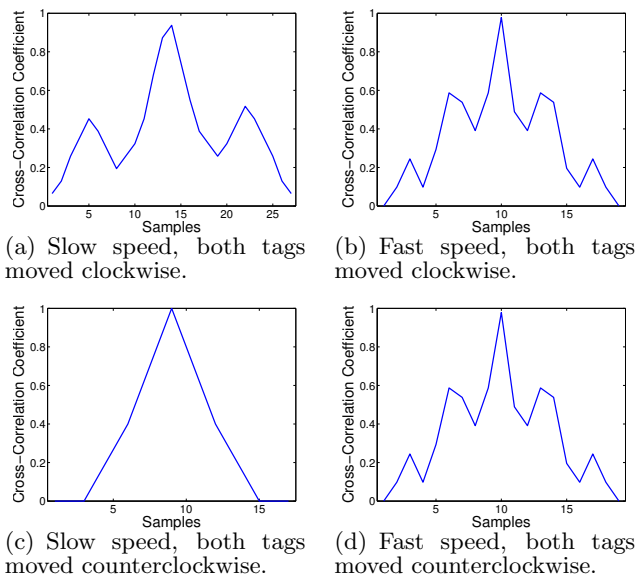 Cross−Correlation Coefficient
1
0.8
0.6
0.4
0.2
0
5 10 15 20 25
Samples
(a) Slow speed, both tags
moved clockwise.
Cross−Correlation Coefficient
1
0.8
0.6
0.4
0.2
0
5 10 15
Samples
(b) Fast speed, both tags
moved clockwise.
Cross−Correlation Coefficient
1
0.8
0.6
0.4
0.2
0
5 10 15
Samples
(c) Slow speed, both tags
moved counterclockwise.
Cross−Correlation Coefficient
1
0.8
0.6
0.4
0.2
0
5 10 15
Samples
(d) Fast speed, both tags
moved counterclockwise.